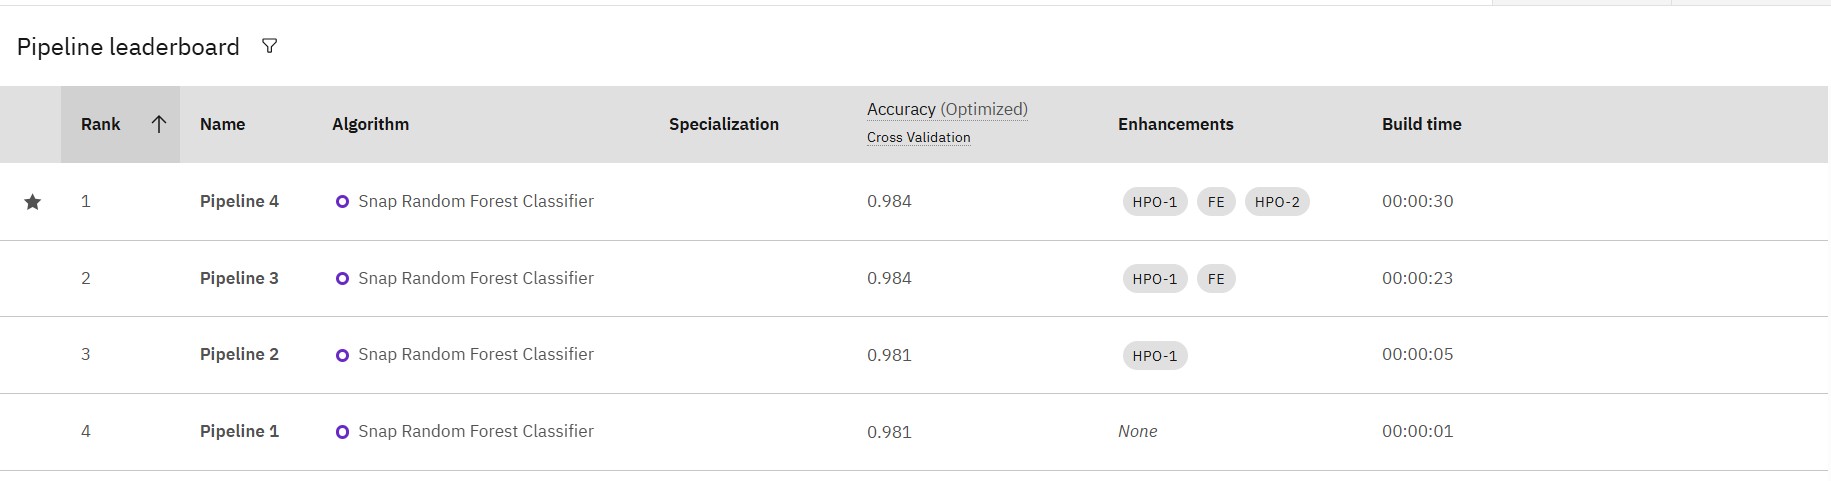 Pipeline leaderboard
Rank Name Algorithm Specialization Accuracy (Optimized) Cross Validation Enhancements Build time
1 Pipeline 4 Snap Random Forest Classifier 0.984 HPO-1 FE HPO-2 00:00:30
2 Pipeline 3 Snap Random Forest Classifier 0.984 HPO-1 FE 00:00:23
3 Pipeline 2 Snap Random Forest Classifier 0.981 HPO-1 00:00:05
4 Pipeline 1 Snap Random Forest Classifier 0.981 None 00:00:01